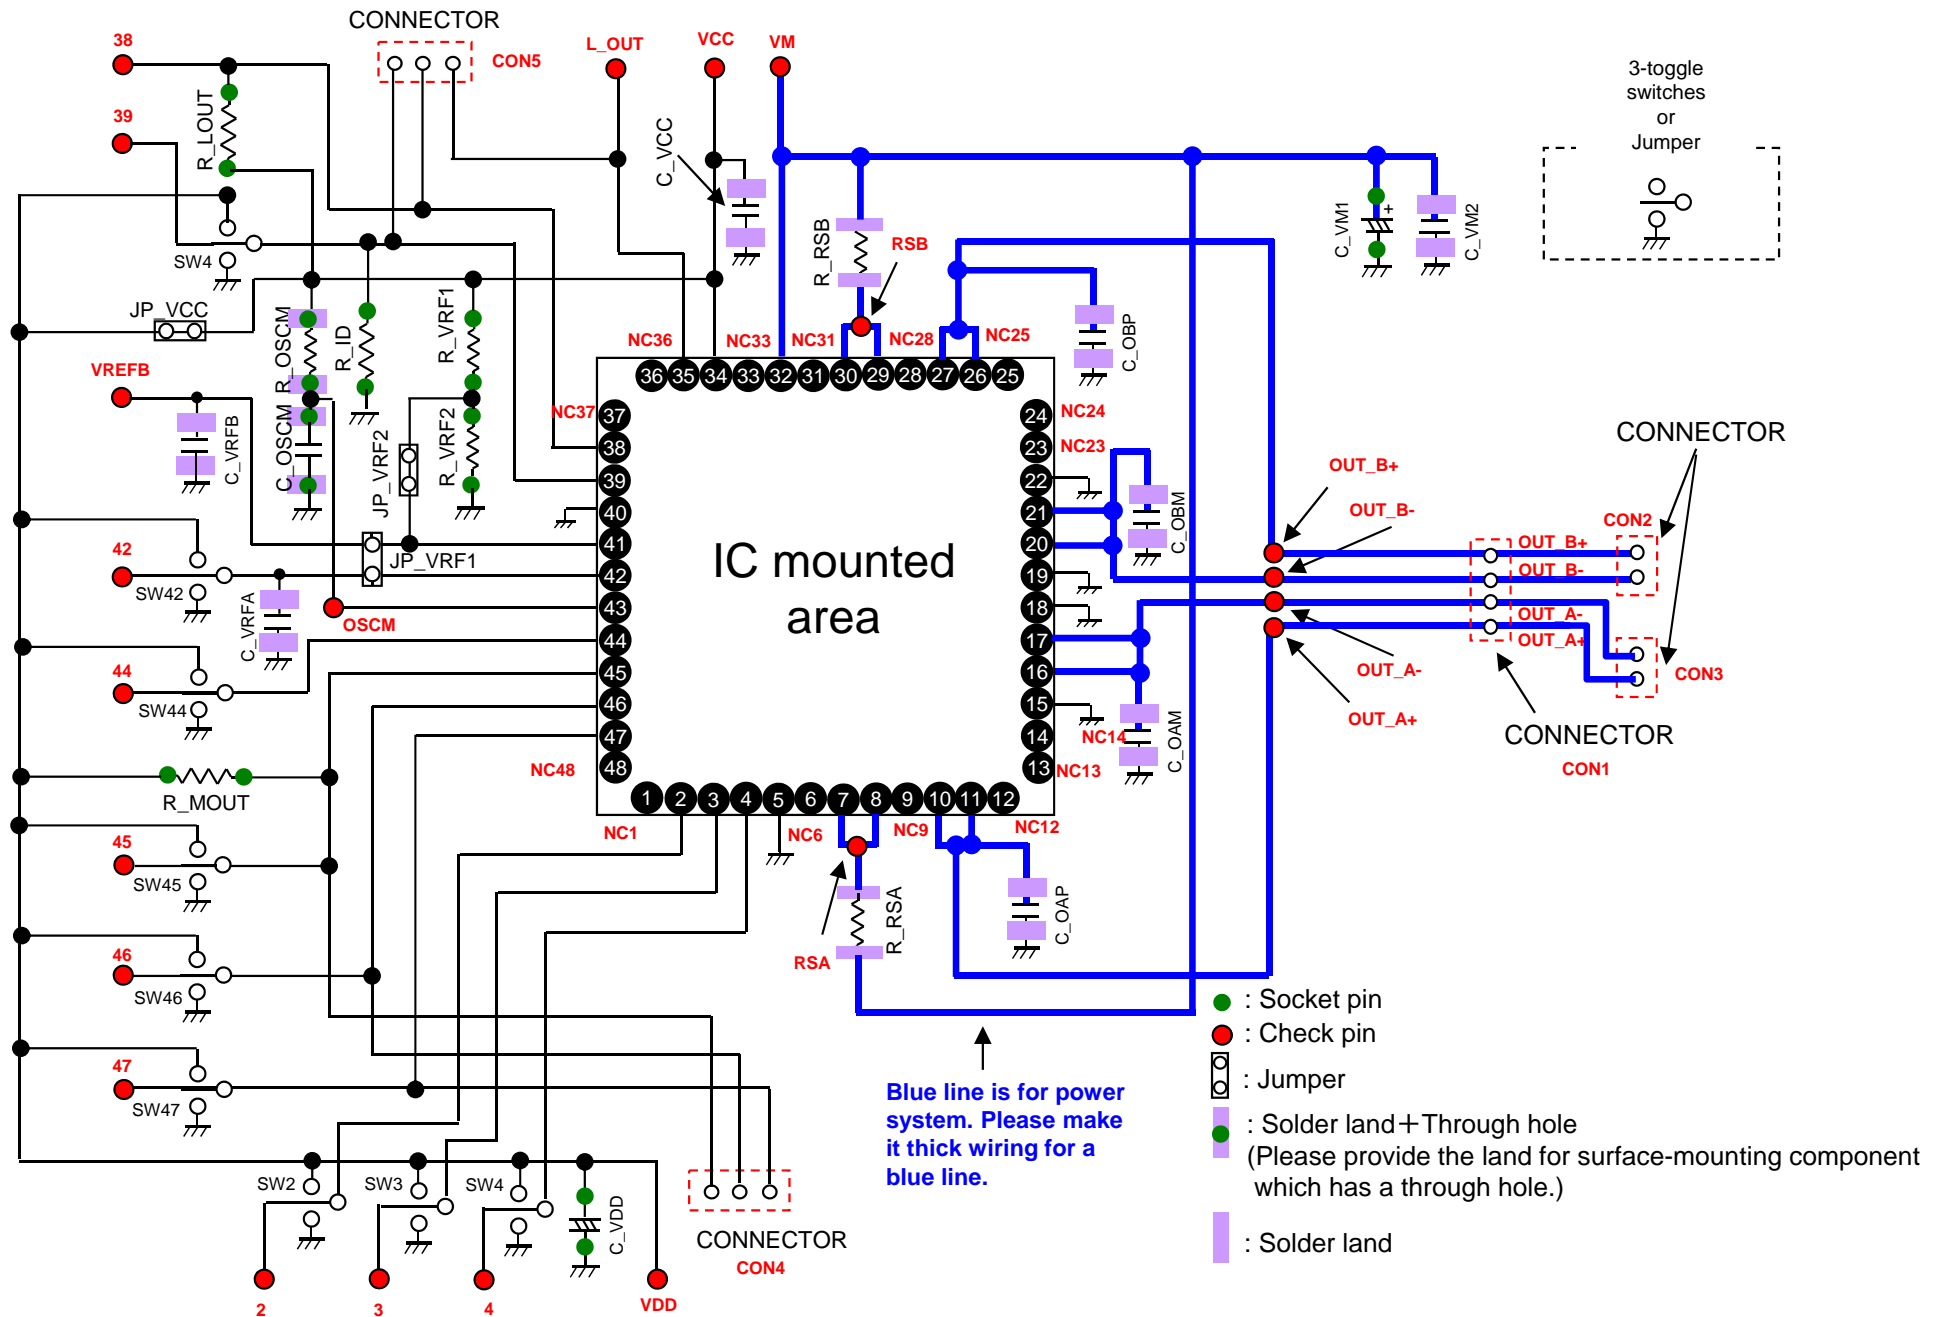 CONNECTOR
38
L_OUT
VCC
VM
CON5
3-toggle
switches
or
Jumper
39
R_LOUT
C_VCC
C_VM1
+
C_VM2
R_RSB
RSB
SW4
JP_VCC
R_OSCM
R_ID
R_VRF1
C_OBP
NC36
NC33
NC31
NC28
NC25
VREFB
36
35
34
33
32
31
30
29
28
27
26
25
NC37
37
24
NC24
C_VRFB
C_OSCM
JP_VRF2
R_VRF2
38
23
NC23
CONNECTOR
39
22
OUT_B+
40
21
C_OBM
OUT_B-
CON2
42
41
20
OUT_B+
JP_VRF1
IC mounted
area
42
19
OUT_B-
SW42
C_VRFA
OSCM
43
18
OUT_A-
44
17
OUT_A+
44
45
16
OUT_A-
CON3
SW44
46
15
OUT_A+
47
14
NC14
C_OAM
CONNECTOR
CON1
NC48
48
13
NC13
R_MOUT
1
2
3
4
5
6
7
8
9
10
11
12
NC1
NC6
NC9
NC12
45
SW45
R_RSA
C_OAP
46
RSA
SW46
: Socket pin
: Check pin
47
: Jumper
SW47
Blue line is for power
system. Please make
it thick wiring for a
blue line.
: Solder land+Through hole
(Please provide the land for surface-mounting component
which has a through hole.)
SW2
SW3
SW4
C_VDD
CONNECTOR
CON4
: Solder land
2
3
4
VDD